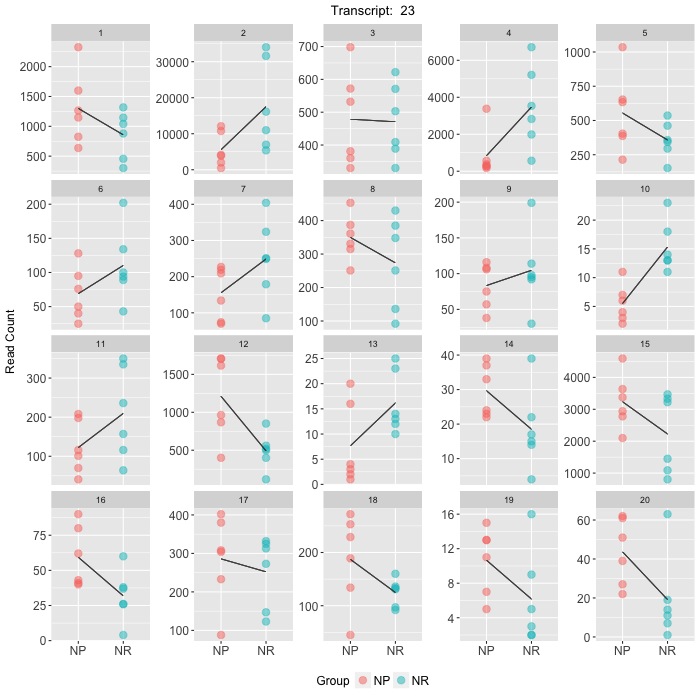 Transcript: 23
1 2 3 4 5
2000 1500 1000 500
30000 20000 10000 0
700 600 500 400
6000 4000 2000 0
1000 750 500 250
6 7 8 9 10
200 150 100 50
400 300 200 100
400 300 200 100
200 150 100 50
20 15 10 5
Read Count
11 12 13 14 15
300 200 100
1500 1000 500
25 20 15 10 5 0
40 30 20 10
4000 3000 2000 1000
16 17 18 19 20
75 50 25 0
400 300 200 100
200 100
16 12 8 4
60 40 20 0
NP NR NP NR NP NR NP NR NP NR
Group NP NR